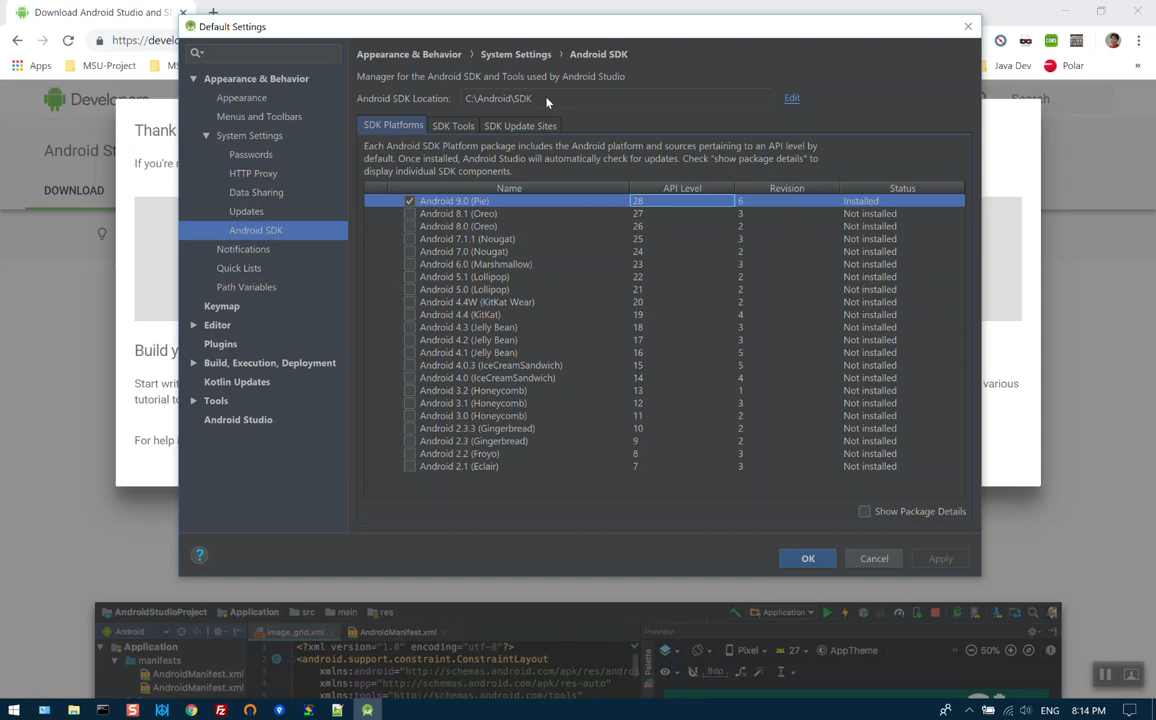 Download Android Studio and S
https://develo
Apps
MSU-Project
MS
Java Dev
Polar
»
Developers
Search
Android St
DOWNLOAD
Thank
If you're r
Build y
Start writ
tutorial to
For help i
various
Default Settings
Appearance & Behavior
Appearance
Menus and Toolbars
System Settings
Passwords
HTTP Proxy
Data Sharing
Updates
Android SDK
Notifications
Quick Lists
Path Variables
Keymap
Editor
Plugins
Build, Execution, Deployment
Kotlin Updates
Tools
Android Studio
Appearance & Behavior › System Settings › Android SDK
Manager for the Android SDK and Tools used by Android Studio
Android SDK Location: C:\Android\SDK Edit
SDK Platforms SDK Tools SDK Update Sites
Each Android SDK Platform package includes the Android platform and sources pertaining to an API level by
default. Once installed, Android Studio will automatically check for updates. Check "show package details" to
display individual SDK components.
Name API Level Revision Status
Android 9.0 (Pie) 28 6 Installed
Android 8.1 (Oreo) 27 3 Not installed
Android 8.0 (Oreo) 26 2 Not installed
Android 7.1.1 (Nougat) 25 3 Not installed
Android 7.0 (Nougat) 24 2 Not installed
Android 6.0 (Marshmallow) 23 3 Not installed
Android 5.1 (Lollipop) 22 2 Not installed
Android 5.0 (Lollipop) 21 2 Not installed
Android 4.4W (KitKat Wear) 20 2 Not installed
Android 4.4 (KitKat) 19 4 Not installed
Android 4.3 (Jelly Bean) 18 3 Not installed
Android 4.2 (Jelly Bean) 17 3 Not installed
Android 4.1 (Jelly Bean) 16 5 Not installed
Android 4.0.3 (IceCreamSandwich) 15 5 Not installed
Android 4.0 (IceCreamSandwich) 14 4 Not installed
Android 3.2 (Honeycomb) 13 1 Not installed
Android 3.1 (Honeycomb) 12 3 Not installed
Android 3.0 (Honeycomb) 11 2 Not installed
Android 2.3.3 (Gingerbread) 10 2 Not installed
Android 2.3 (Gingerbread) 9 2 Not installed
Android 2.2 (Froyo) 8 3 Not installed
Android 2.1 (Eclair) 7 3 Not installed
Show Package Details
? OK Cancel Apply
AndroidStudioProject Application src main res Application
Android image_grid.xml AndroidManifest.xml Preview
Application
manifests
AndroidManifest.xml
AndroidManifest.xml
<?xml version="1.0" encoding="utf-8"?>
<android.support.constraint.ConstraintLayout
xmlns:android="http://schemas.android.com/apk/res/andro
xmlns:app="http://schemas.android.com/apk/res-auto"
xmlns:tools="http://schemas.android.com/tools"
Palette
Pixel 27 AppTheme 50%
8dp
ENG 8:14 PM